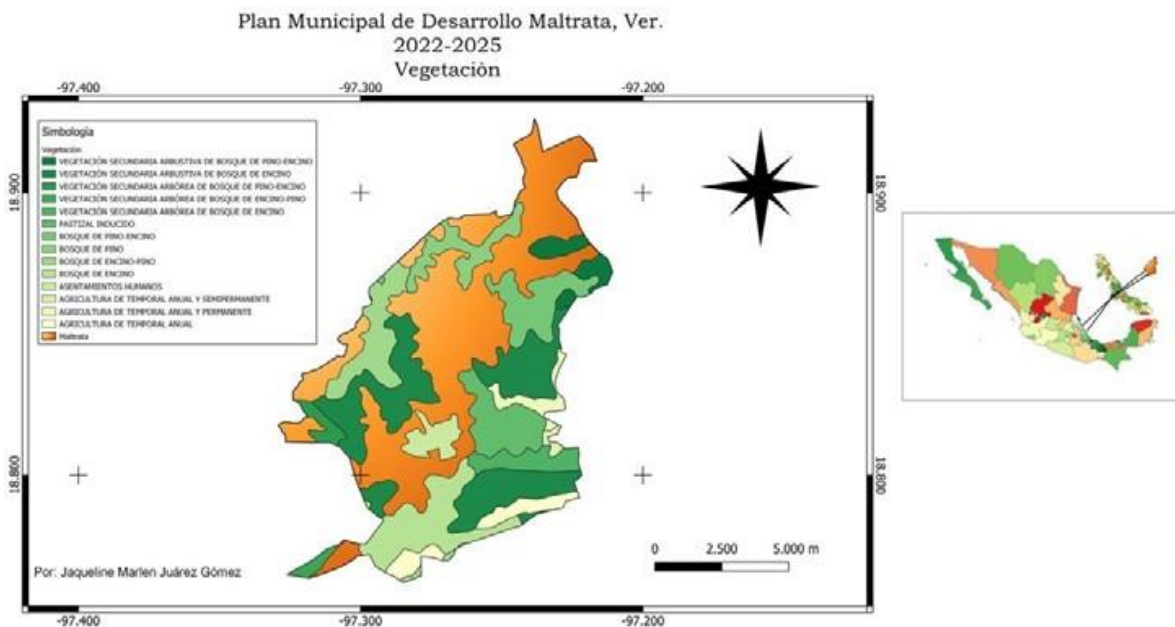 Plan Municipal de Desarrollo Maltrata, Ver.
2022-2025
Vegetaciòn
-97.400
-97.300
-97.200
Simbología
Vegetación
VEGETACIÓN SECUNDARIA ARBUSTIVA DE BOSQUE DE PINO-ENCINO
VEGETACIÓN SECUNDARIA ARBUSTIVA DE BOSQUE DE ENCINO
VEGETACIÓN SECUNDARIA ARBÓREA DE BOSQUE DE PINO-ENCINO
VEGETACIÓN SECUNDARIA ARBÓREA DE BOSQUE DE ENCINO-PINO
VEGETACIÓN SECUNDARIA ARBÓREA DE BOSQUE DE ENCINO
PASTIZAL INDUCIDO
BOSQUE DE PINO-ENCINO
BOSQUE DE PINO
BOSQUE DE ENCINO-PINO
BOSQUE DE ENCINO
ASENTAMIENTOS HUMANOS
AGRICULTURA DE TEMPORAL ANUAL Y SEMIPERMANENTE
AGRICULTURA DE TEMPORAL ANUAL Y PERMANENTE
AGRICULTURA DE TEMPORAL ANUAL
Maltrata
18.900
18.900
18.800
18.800
0 2.500 5.000 m
Por: Jaqueline Marlen Juárez Gómez
-97.400
-97.300
-97.200